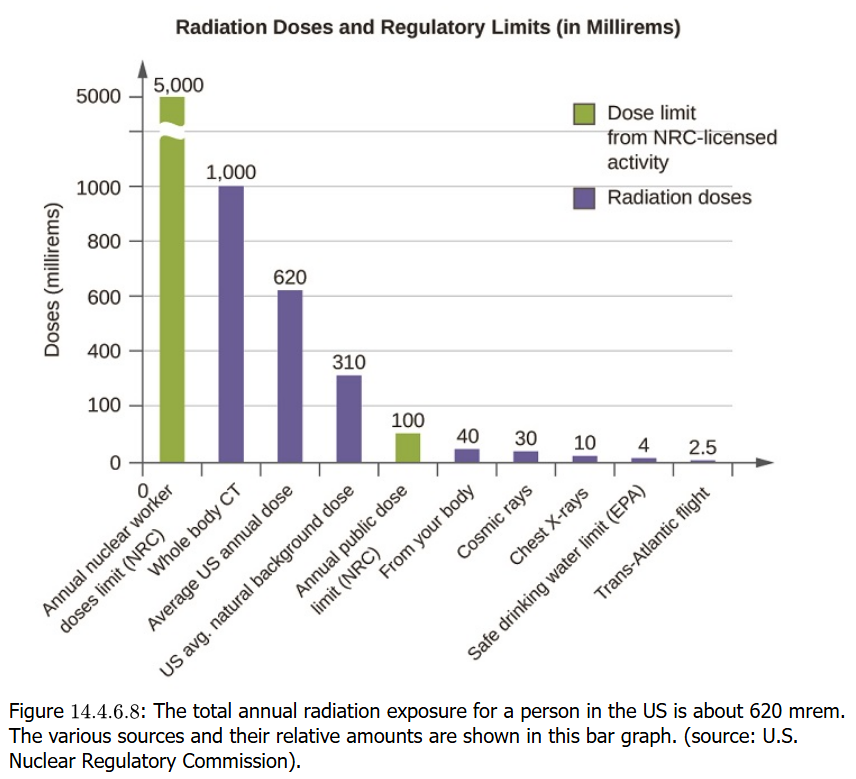 Radiation Doses and Regulatory Limits (in Millirems)
5,000
5000
Dose limit
from NRC-licensed
activity
1,000
1000
Radiation doses
800
620
600
400
310
100
100
40
30
10
4
2.5
0
0
Doses (millirems)
Annual nuclear worker
doses limit (NRC)
Whole body CT
Average US annual dose
US avg. natural background dose
Annual public dose
limit (NRC)
From your body
Cosmic rays
Chest X-rays
Safe drinking water limit (EPA)
Trans-Atlantic flight
Figure 14.4.6.8: The total annual radiation exposure for a person in the US is about 620 mrem.
The various sources and their relative amounts are shown in this bar graph. (source: U.S.
Nuclear Regulatory Commission).